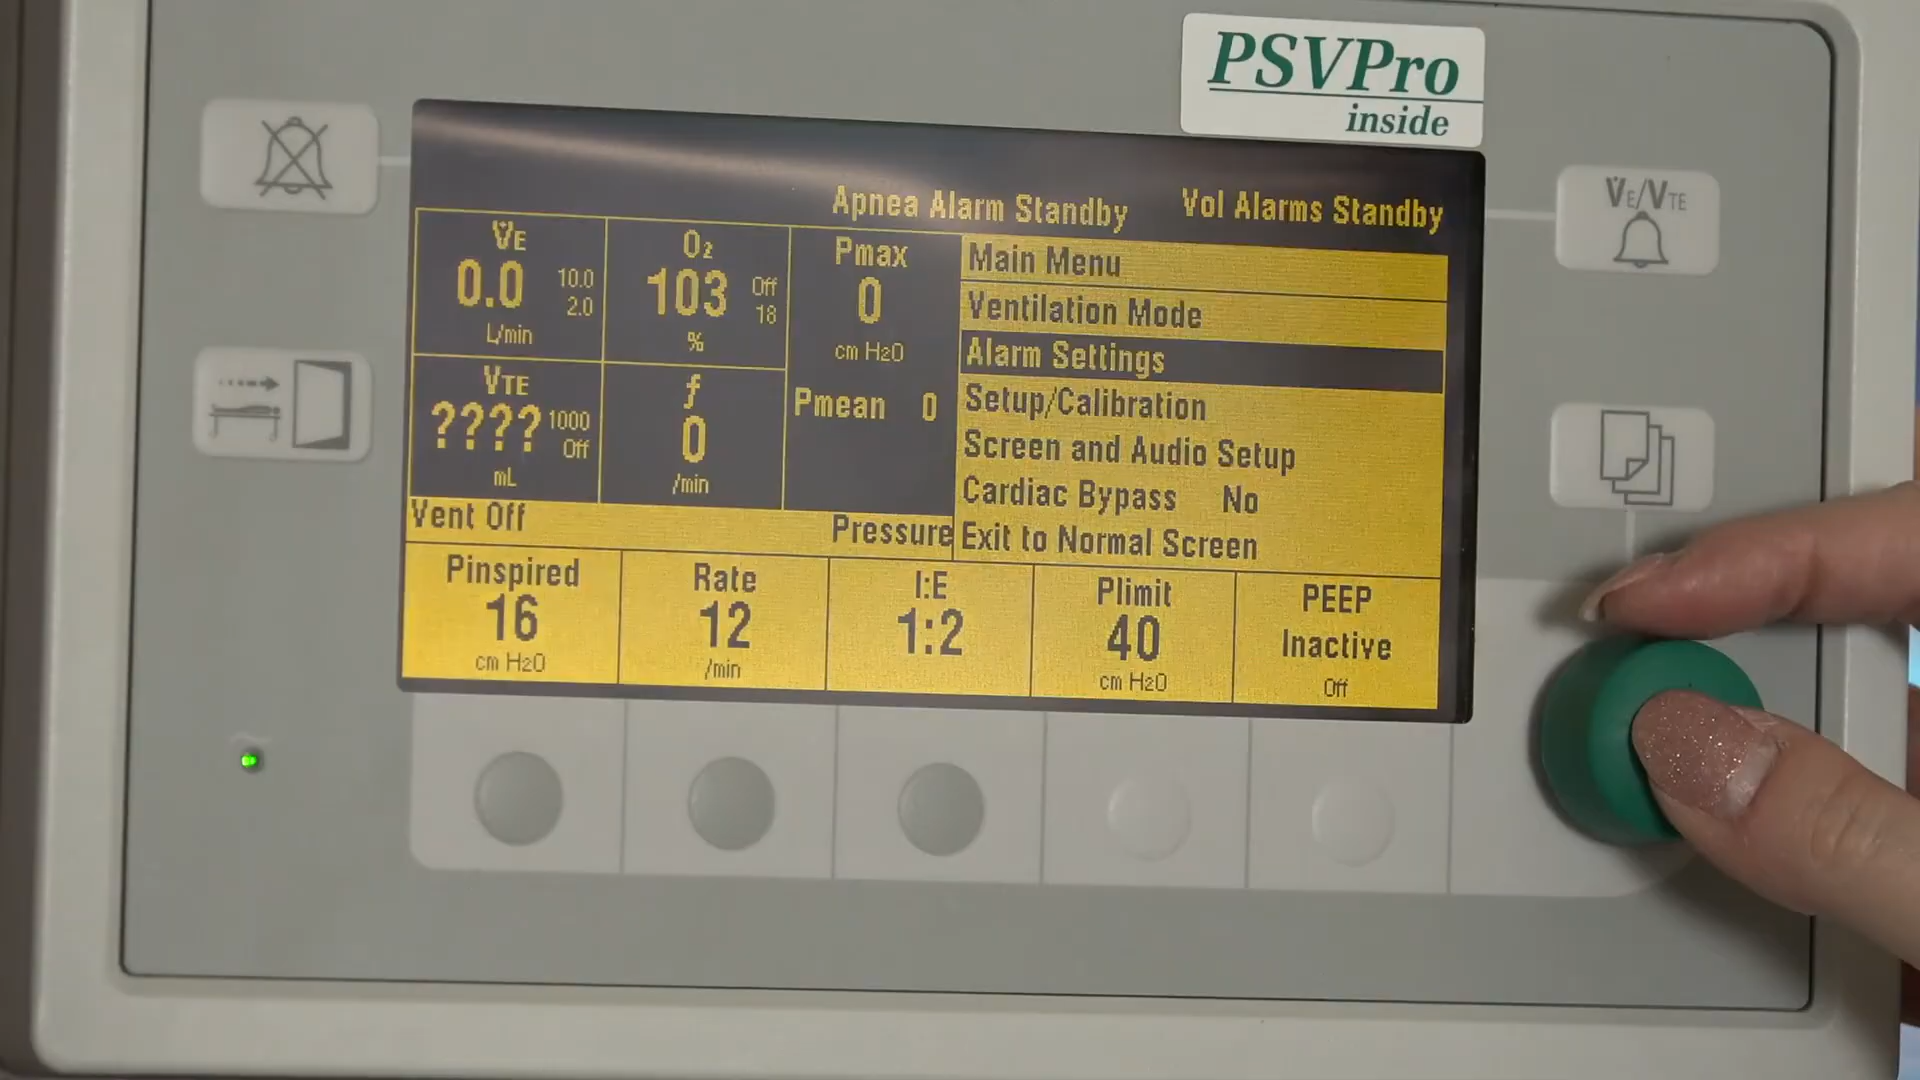 PSVPro
inside
Apnea Alarm Standby Vol Alarms Standby
V̇E
0.0 10.0
2.0
L/min
O2
103 Off
18
%
Pmax
0
cm H2O
VTE
???? 1000
Off
mL
f
0
/min
Pmean 0
Main Menu
Ventilation Mode
Alarm Settings
Setup/Calibration
Screen and Audio Setup
Cardiac Bypass No
Exit to Normal Screen
Vent Off Pressure
Pinspired
16
cm H2O
Rate
12
/min
I:E
1:2
Plimit
40
cm H2O
PEEP
Inactive
Off
V̇E/VTE